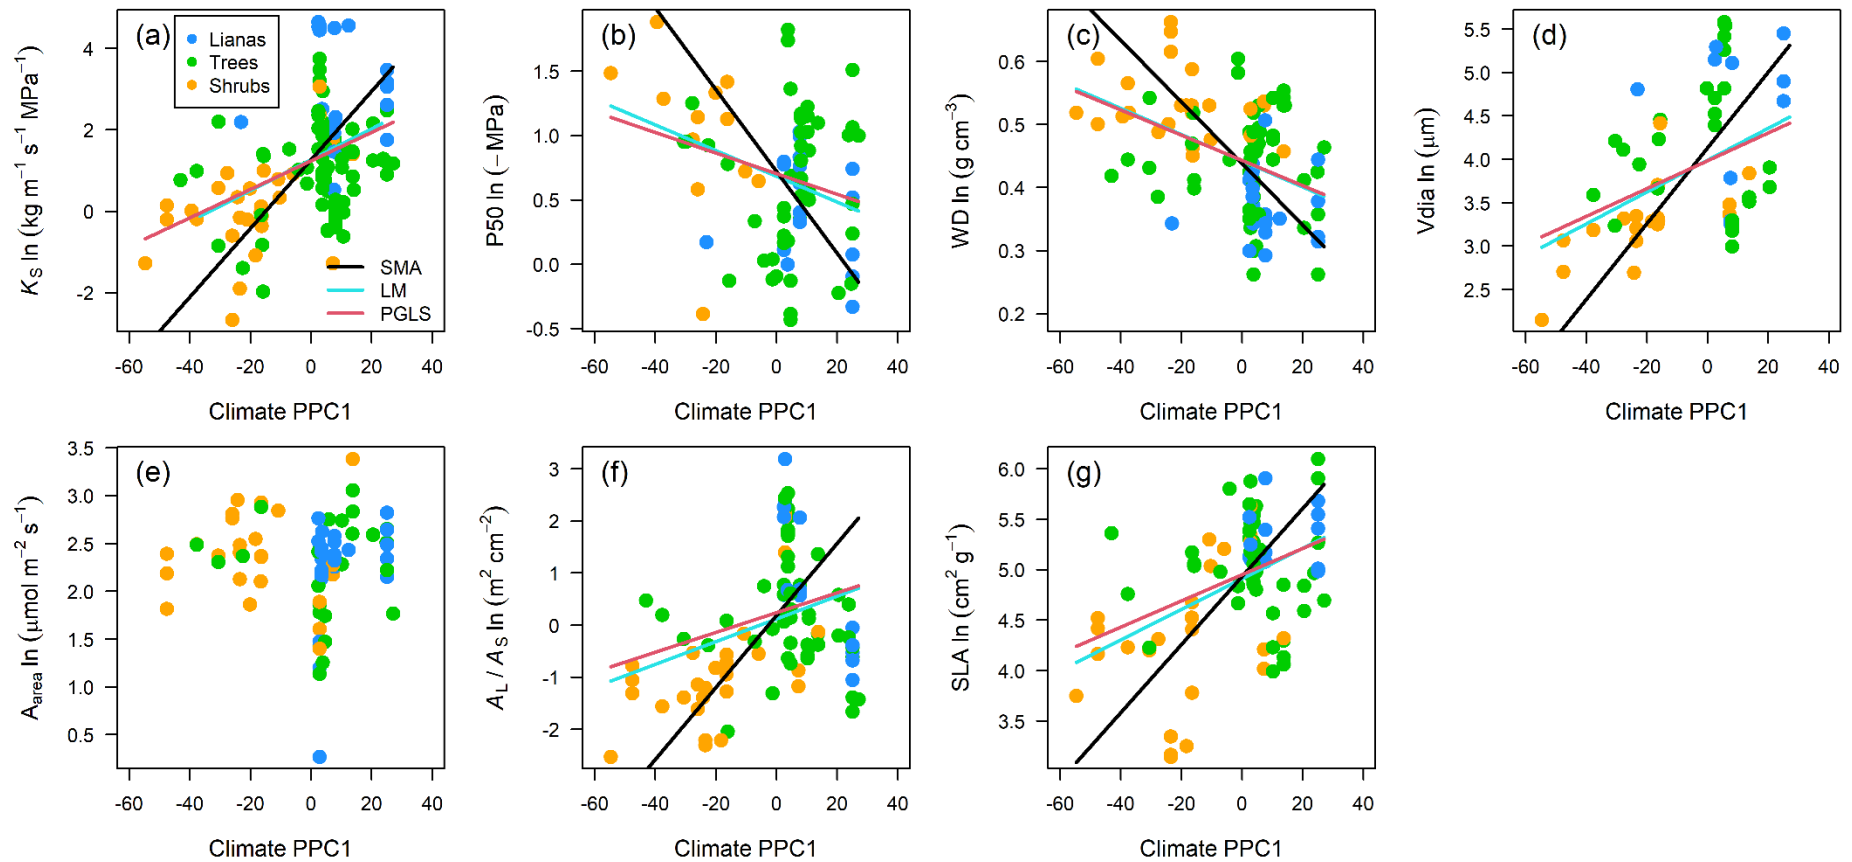 (a)
Lianas
Trees
Shrubs
SMA
LM
PGLS
4
2
0
-2
-60 -40 -20 0 20 40
K_S ln (kg m⁻¹ s⁻¹ MPa⁻¹)
Climate PPC1
(b)
1.5
1.0
0.5
0.0
-0.5
-60 -40 -20 0 20 40
P50 ln (−MPa)
Climate PPC1
(c)
0.6
0.5
0.4
0.3
0.2
-60 -40 -20 0 20 40
WD ln (g cm⁻³)
Climate PPC1
(d)
5.5
5.0
4.5
4.0
3.5
3.0
2.5
-60 -40 -20 0 20 40
Vdia ln (μm)
Climate PPC1
(e)
3.5
3.0
2.5
2.0
1.5
1.0
0.5
-60 -40 -20 0 20 40
A_area ln (μmol m⁻² s⁻¹)
Climate PPC1
(f)
3
2
1
0
-1
-2
-60 -40 -20 0 20 40
A_L / A_S ln (m² cm⁻²)
Climate PPC1
(g)
6.0
5.5
5.0
4.5
4.0
3.5
-60 -40 -20 0 20 40
SLA ln (cm² g⁻¹)
Climate PPC1